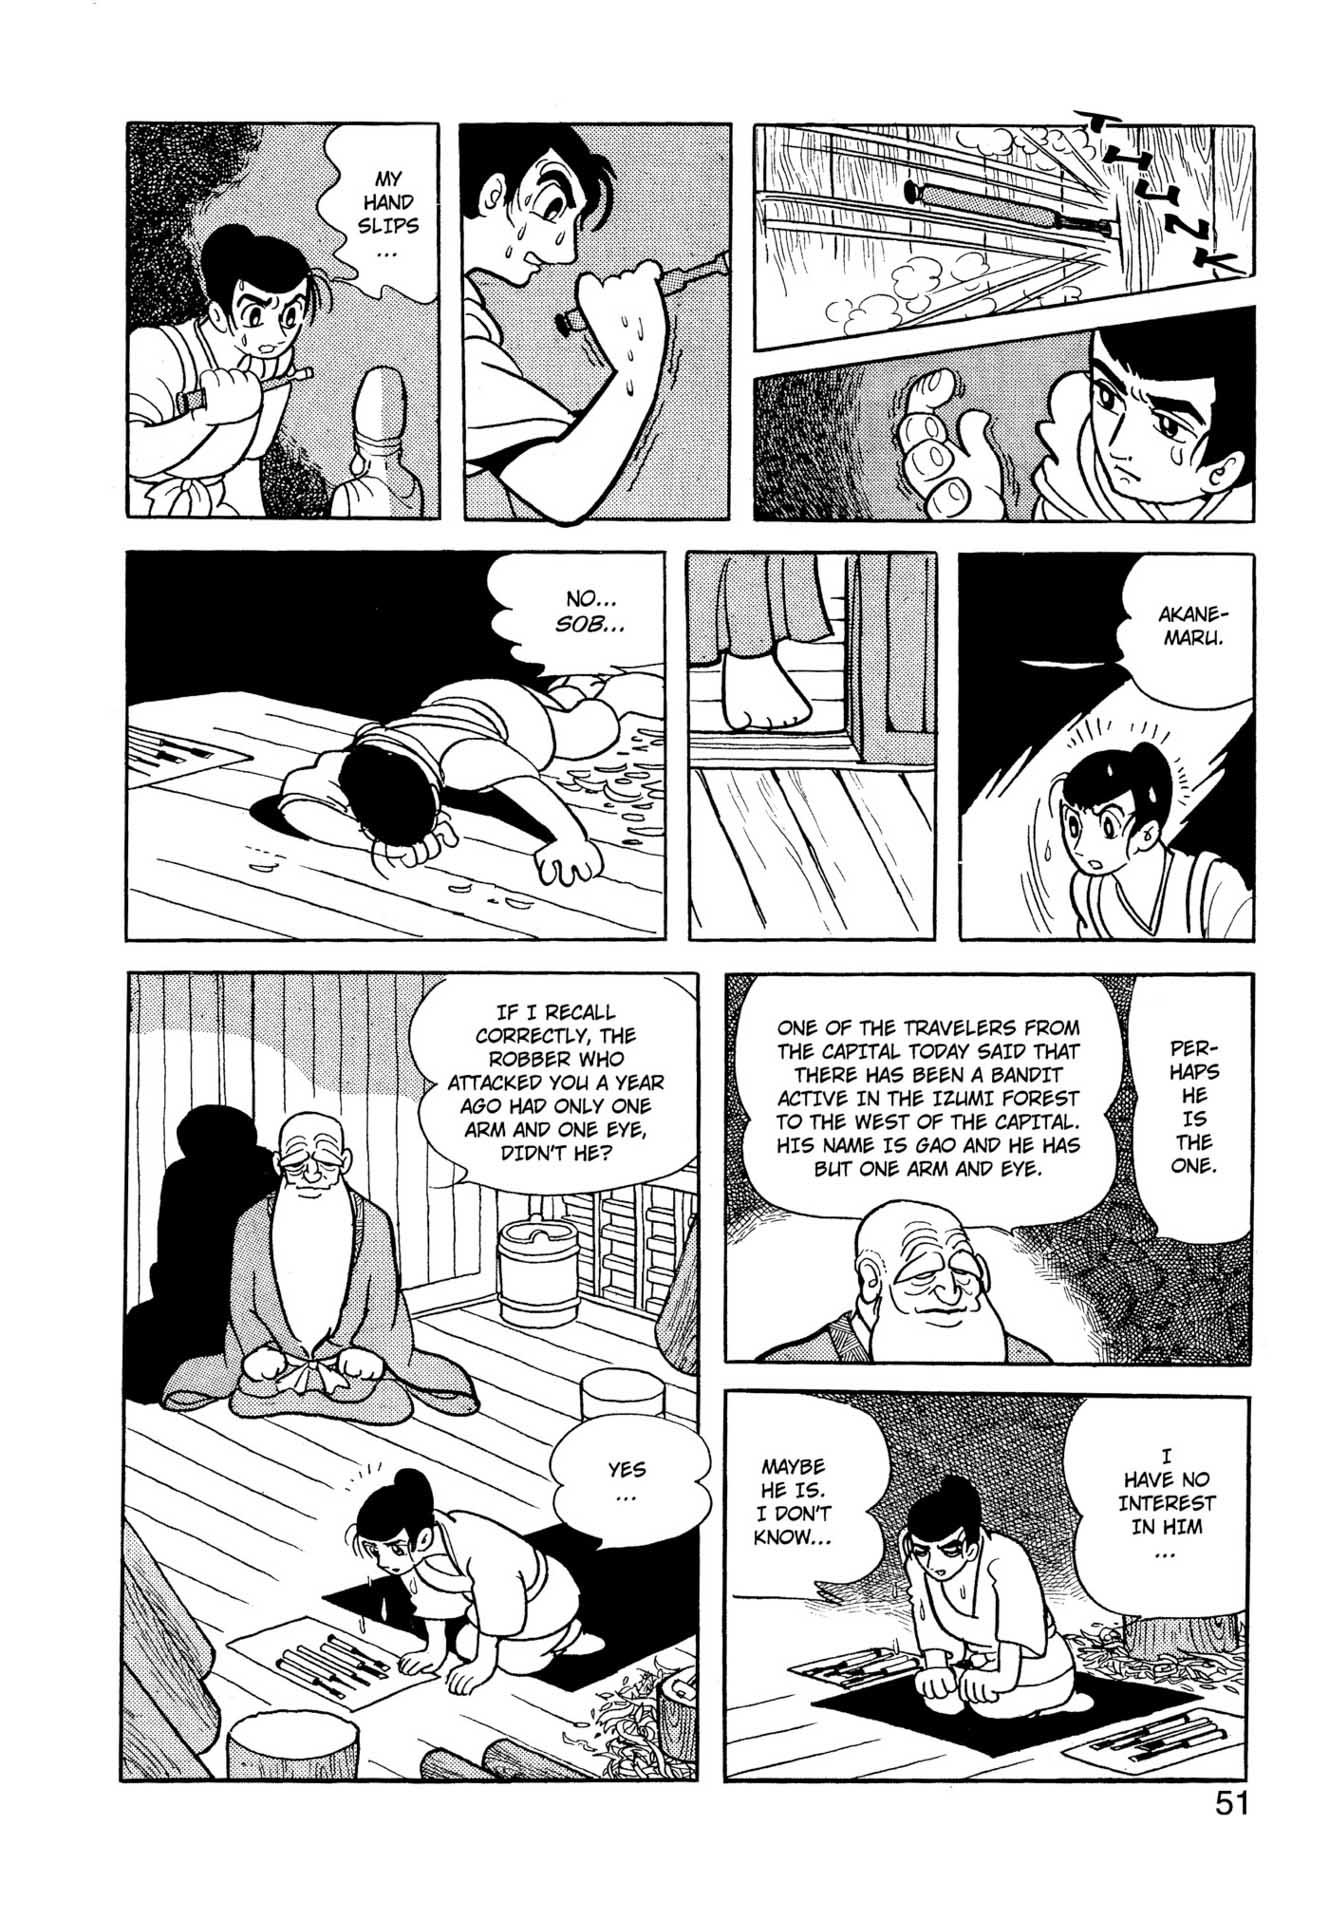 MY
HAND
SLIPS
...
THUNK
NO...
SOB...
AKANE-
MARU.
IF I RECALL
CORRECTLY, THE
ROBBER WHO
ATTACKED YOU A YEAR
AGO HAD ONLY ONE
ARM AND ONE EYE,
DIDN'T HE?
YES
...
ONE OF THE TRAVELERS FROM
THE CAPITAL TODAY SAID THAT
THERE HAS BEEN A BANDIT
ACTIVE IN THE IZUMI FOREST
TO THE WEST OF THE CAPITAL.
HIS NAME IS GAO AND HE HAS
BUT ONE ARM AND EYE.
PER-
HAPS
HE
IS
THE
ONE.
MAYBE
HE IS.
I DON'T
KNOW...
I
HAVE NO
INTEREST
IN HIM
...
51